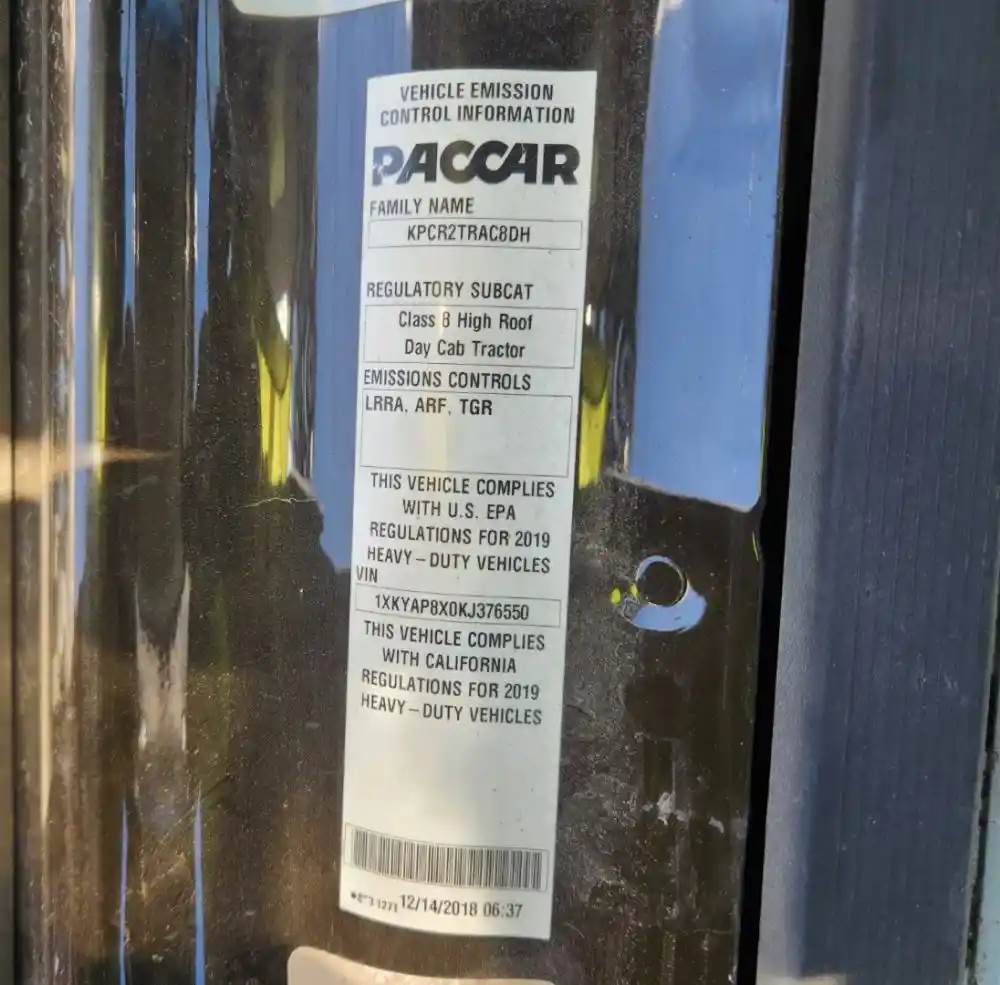 VEHICLE EMISSION
CONTROL INFORMATION
PACCAR
FAMILY NAME
KPCR2TRAC8DH
REGULATORY SUBCAT
Class 8 High Roof
Day Cab Tractor
EMISSIONS CONTROLS
LRRA, ARF, TGR
THIS VEHICLE COMPLIES
WITH U.S. EPA
REGULATIONS FOR 2019
HEAVY-DUTY VEHICLES
VIN
1XKYAP8X0KJ376550
THIS VEHICLE COMPLIES
WITH CALIFORNIA
REGULATIONS FOR 2019
HEAVY-DUTY VEHICLES
12/14/2018 06:37